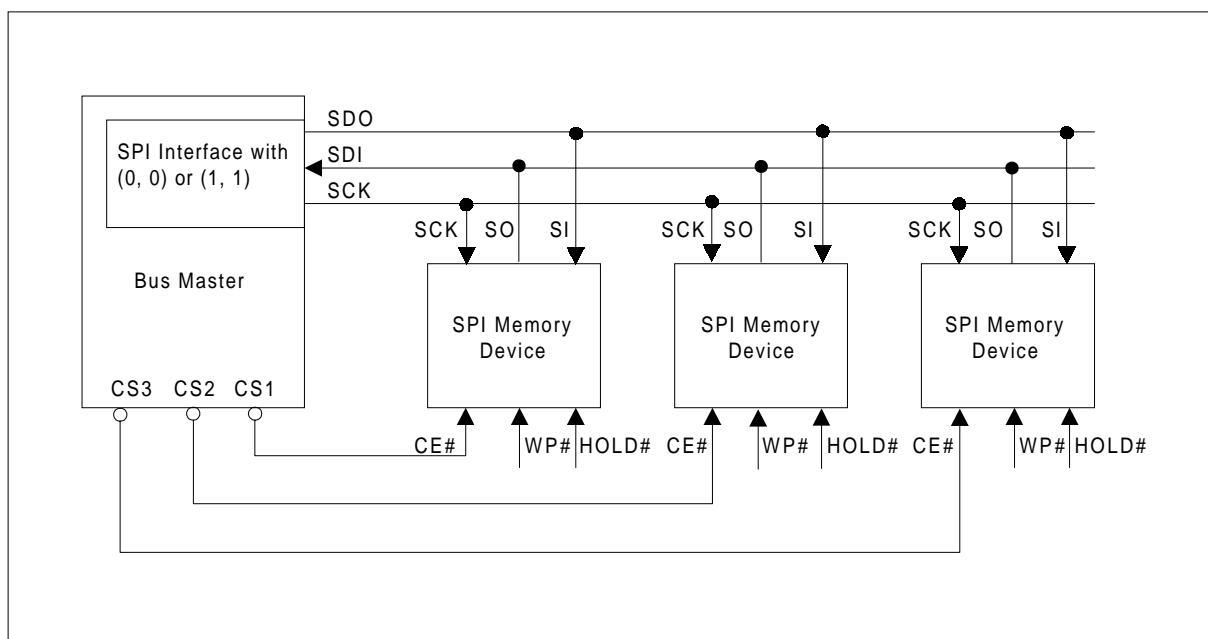 SDO
SPI Interface with
(0, 0) or (1, 1)
SDI
SCK
SCK SO SI
SCK SO SI
SCK SO SI
Bus Master
SPI Memory
Device
SPI Memory
Device
SPI Memory
Device
CS3 CS2 CS1
CE# WP# HOLD#
CE# WP# HOLD#
CE# WP# HOLD#